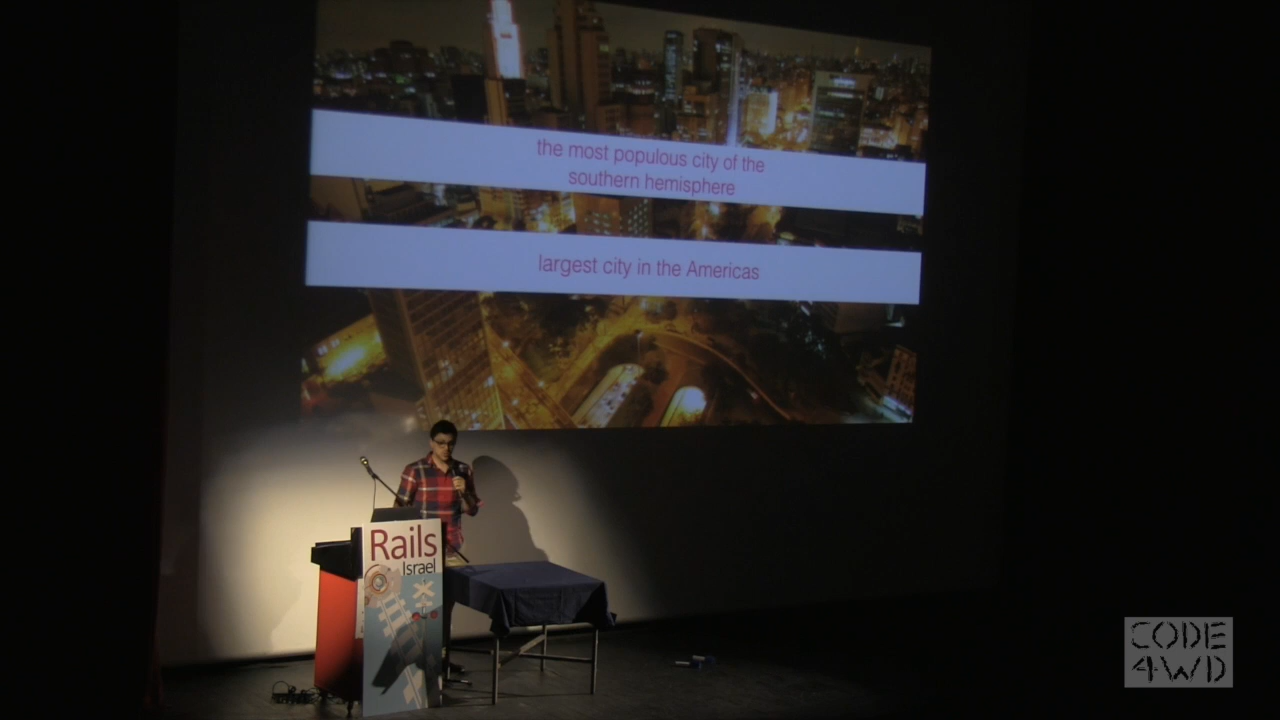 the most populous city of the
southern hemisphere
largest city in the Americas
Rails
Israel
CODE
4WD